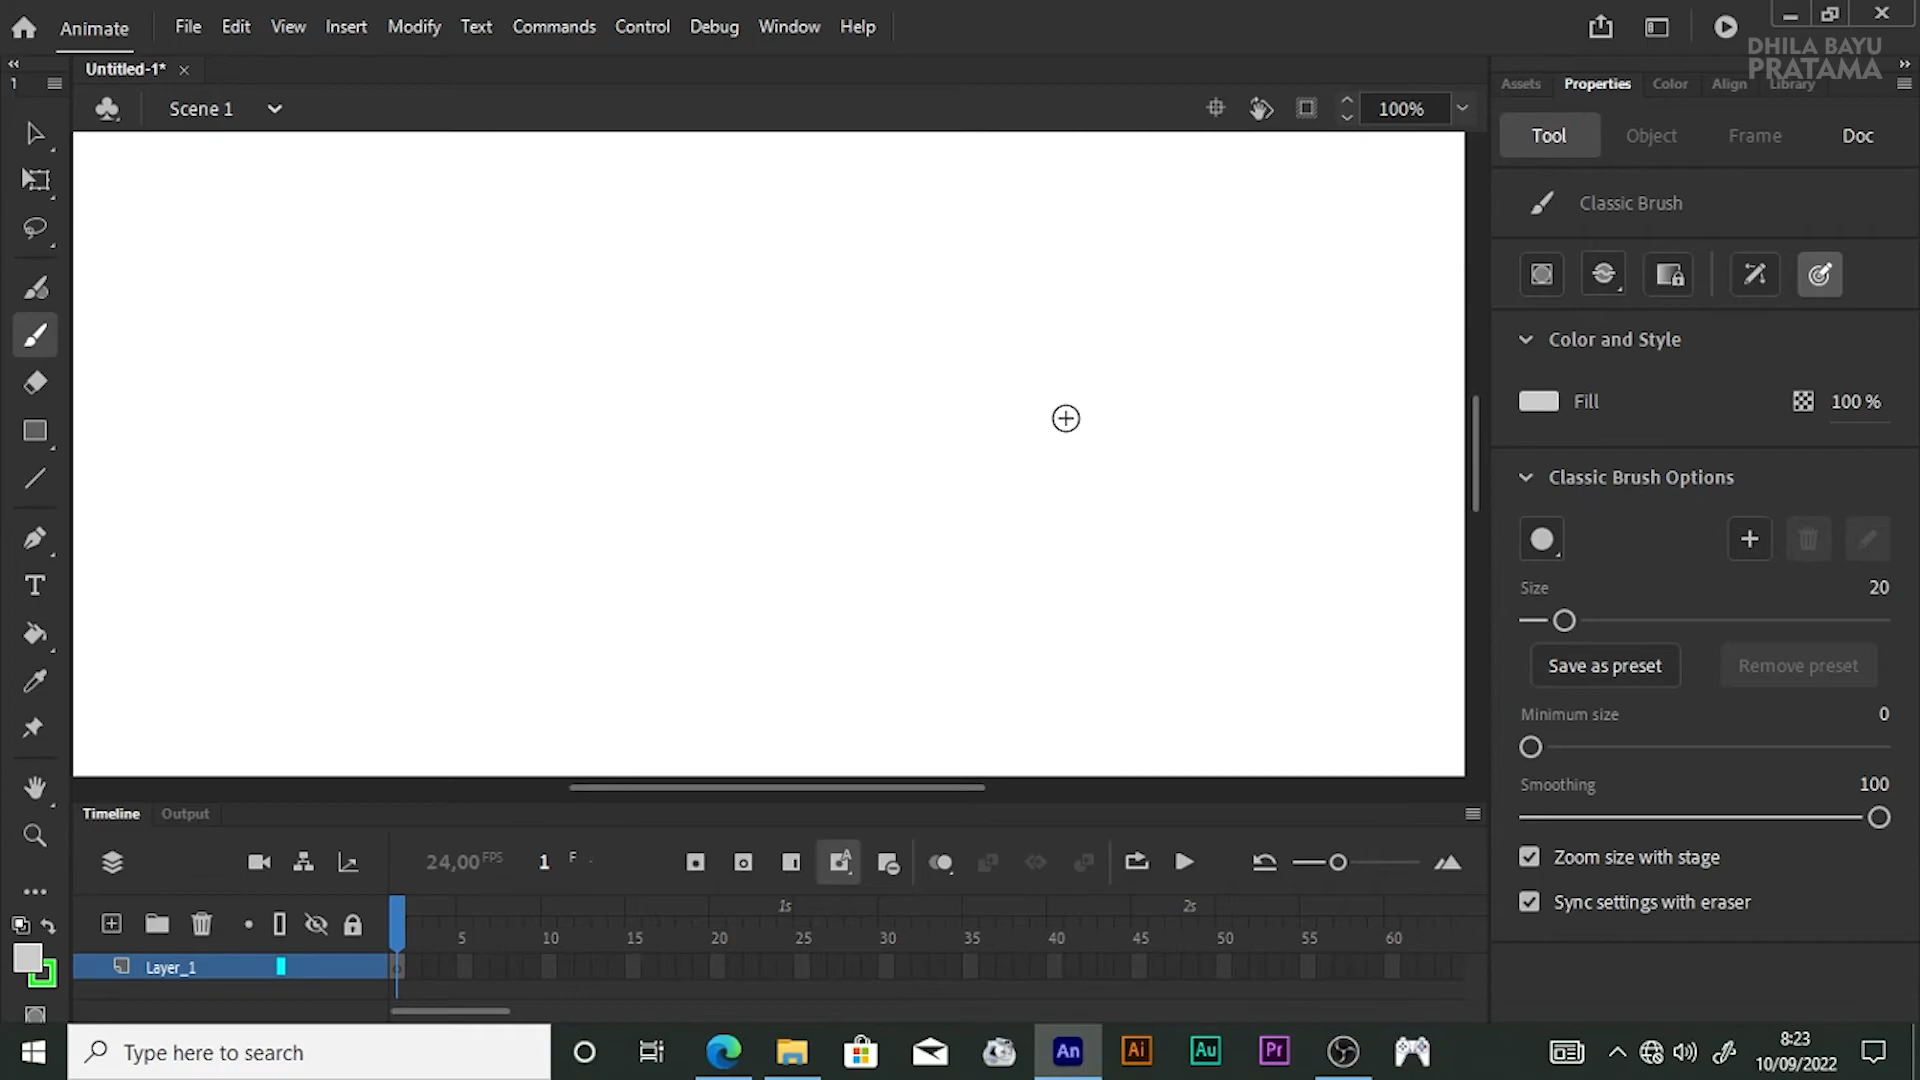 Animate File Edit View Insert Modify Text Commands Control Debug Window Help
DHILA BAYU
PRATAMA
1 Untitled-1*
Assets Properties Color Align Library
Scene 1 100%
Tool Object Frame Doc
Classic Brush
Color and Style
Fill 100 %
Classic Brush Options
Size 20
Save as preset Remove preset
Minimum size 0
Smoothing 100
Zoom size with stage
Sync settings with eraser
Timeline Output
24,00 FPS 1 F
1s 2s
5 10 15 20 25 30 35 40 45 50 55 60
Layer_1
Type here to search
An Ai Au Pr
8:23
10/09/2022